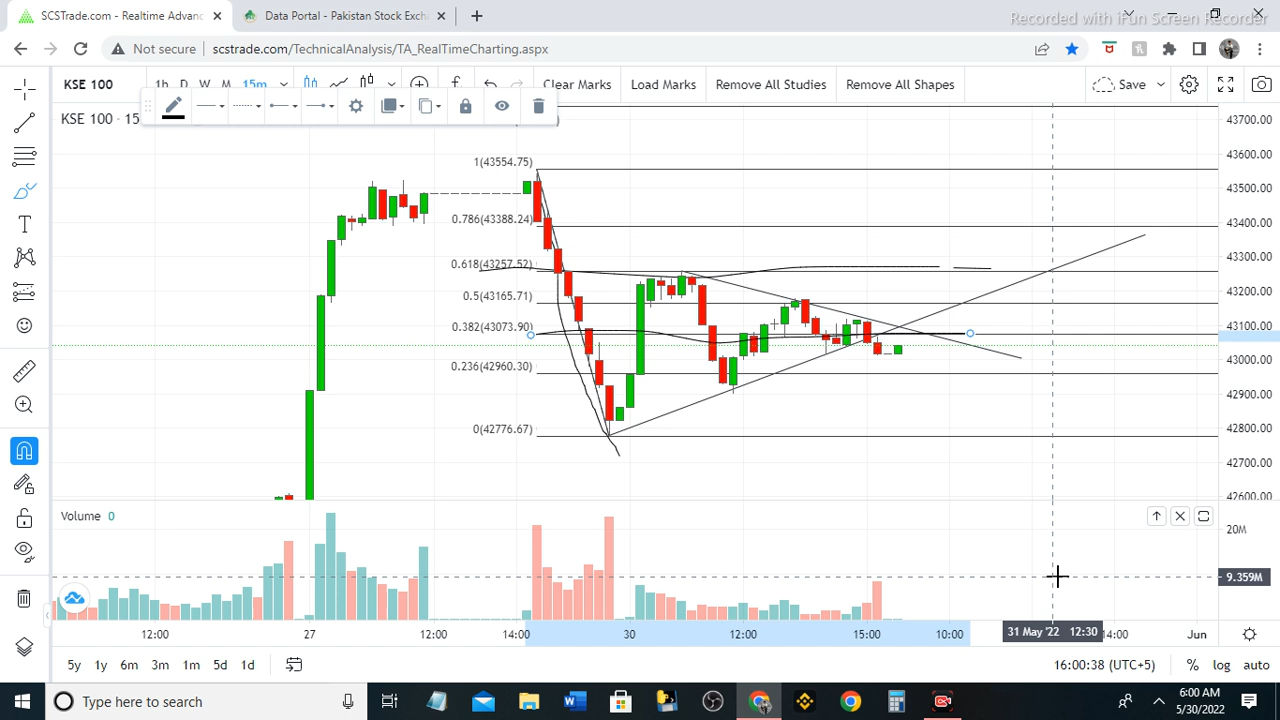 SCSTrade.com - Realtime Advanc
Data Portal - Pakistan Stock Exch
Recorded with iFun Screen Recorder
Not secure
scstrade.com/TechnicalAnalysis/TA_RealTimeCharting.aspx
KSE 100
1h D W M 15m
Clear Marks
Load Marks
Remove All Studies
Remove All Shapes
Save
KSE 100 · 15
1(43554.75)
0.786(43388.24)
0.618(43257.52)
0.5(43165.71)
0.382(43073.90)
0.236(42960.30)
0(42776.67)
43700.00
43600.00
43500.00
43400.00
43300.00
43200.00
43100.00
43000.00
42900.00
42800.00
42700.00
42600.00
Volume 0
20M
9.359M
12:00 27 12:00 14:00 30 12:00 15:00 10:00 31 May '22 12:30 14:00 Jun
5y 1y 6m 3m 1m 5d 1d
16:00:38 (UTC+5) % log auto
Type here to search
6:00 AM
5/30/2022